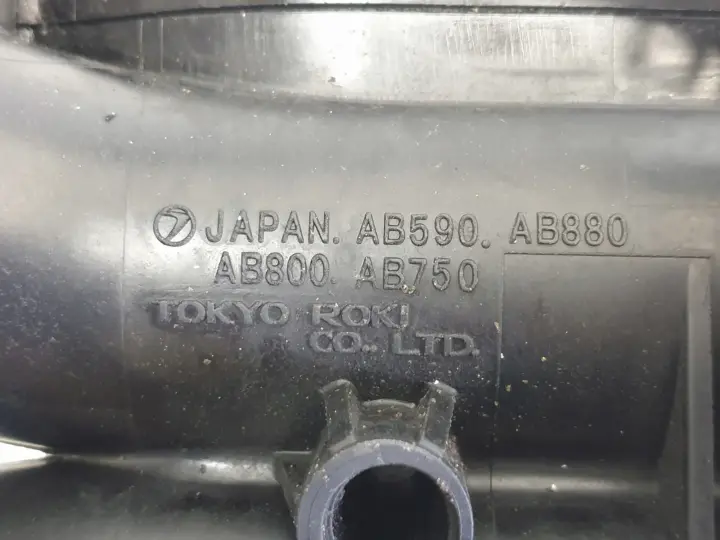 JAPAN. AB590. AB880
AB800. AB750
TOKYO ROKI
CO., LTD.